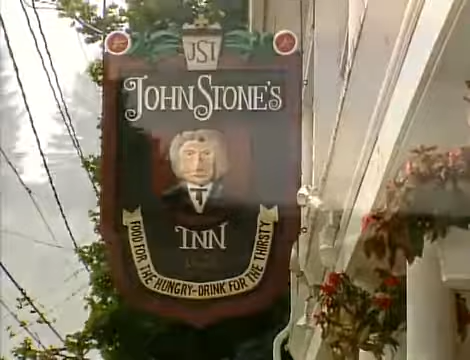 JSI
JOHN STONE'S
INN
FOOD FOR THE HUNGRY-DRINK FOR THE THIRSTY